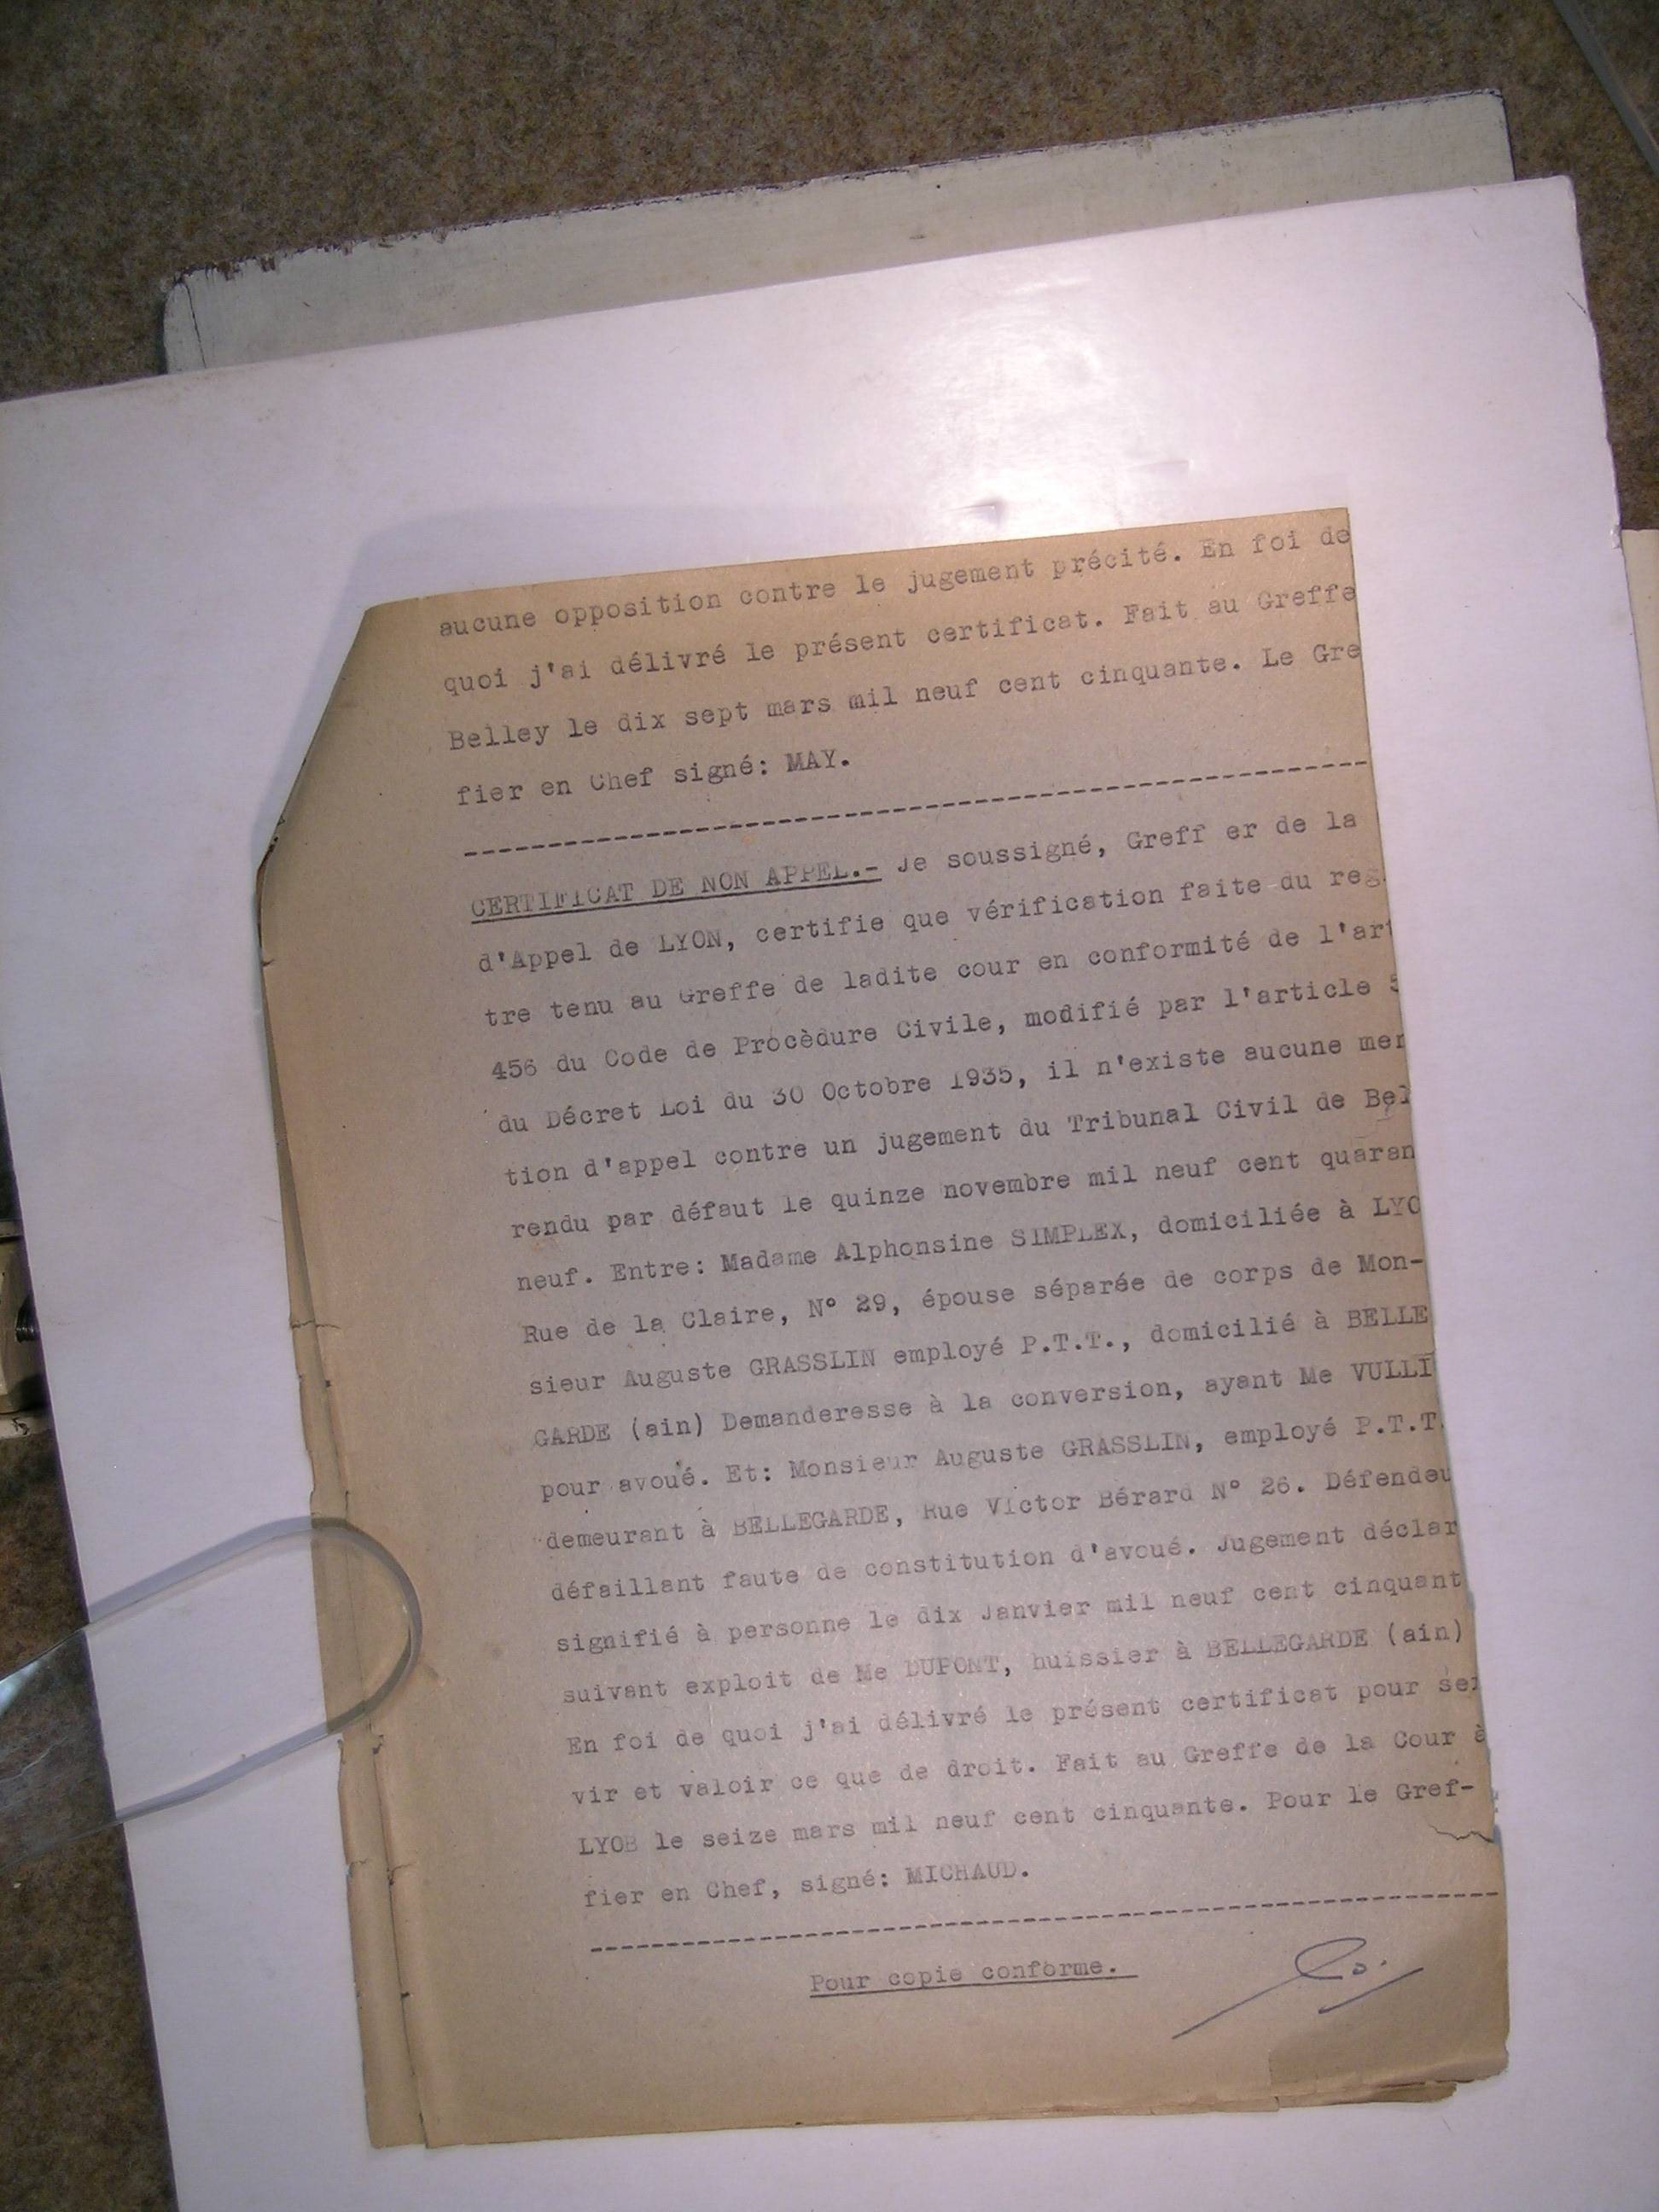 aucune opposition contre le jugement précité. En foi de
quoi j'ai délivré le présent certificat. Fait au Greffe
Belley le dix sept mars mil neuf cent cinquante. Le Gre
fier en Chef signé: MAY.
CERTIFICAT DE NON APPEL.- Je soussigné, Greff er de la
d'Appel de LYON, certifie que vérification faite du reg
tre tenu au Greffe de ladite cour en conformité de l'art
456 du Code de Procèdure Civile, modifié par l'article 5
du Décret Loi du 30 Octobre 1935, il n'existe aucune men
tion d'appel contre un jugement du Tribunal Civil de Bel
rendu par défaut le quinze novembre mil neuf cent quaran
neuf. Entre: Madame Alphonsine SIMPLEX, domiciliée à LYO
Rue de la Claire, N° 29, épouse séparée de corps de Mon-
sieur Auguste GRASSLIN employé P.T.T., domicilié à BELLE
GARDE (ain) Demanderesse à la conversion, ayant Me VULLI
pour avoué. Et: Monsieur Auguste GRASSLIN, employé P.T.T.
demeurant à BELLEGARDE, Rue Victor Bérard N° 26. Défendeu
défaillant faute de constitution d'avoué. Jugement déclar
signifié à personne le dix Janvier mil neuf cent cinquant
suivant exploit de Me DUPONT, huissier à BELLEGARDE (ain)
En foi de quoi j'ai délivré le présent certificat pour ser
vir et valoir ce que de droit. Fait au Greffe de la Cour à
LYOB le seize mars mil neuf cent cinquante. Pour le Gref-
fier en Chef, signé: MICHAUD.
Pour copie conforme.